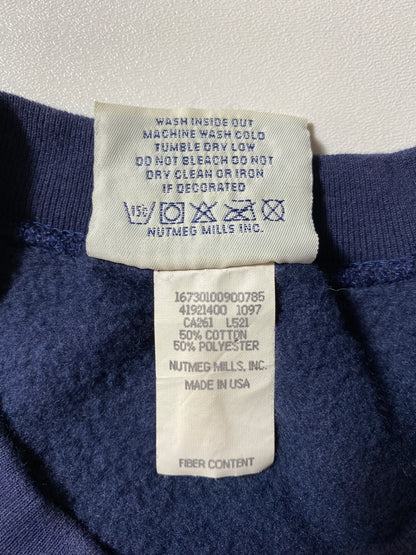 WASH INSIDE OUT
MACHINE WASH COLD
TUMBLE DRY LOW
DO NOT BLEACH DO NOT
DRY CLEAN OR IRON
IF DECORATED
NUTMEG MILLS INC.
16730100900785
41921400 1097
CA261 L521
50% COTTON
50% POLYESTER
NUTMEG MILLS, INC.
MADE IN USA
FIBER CONTENT